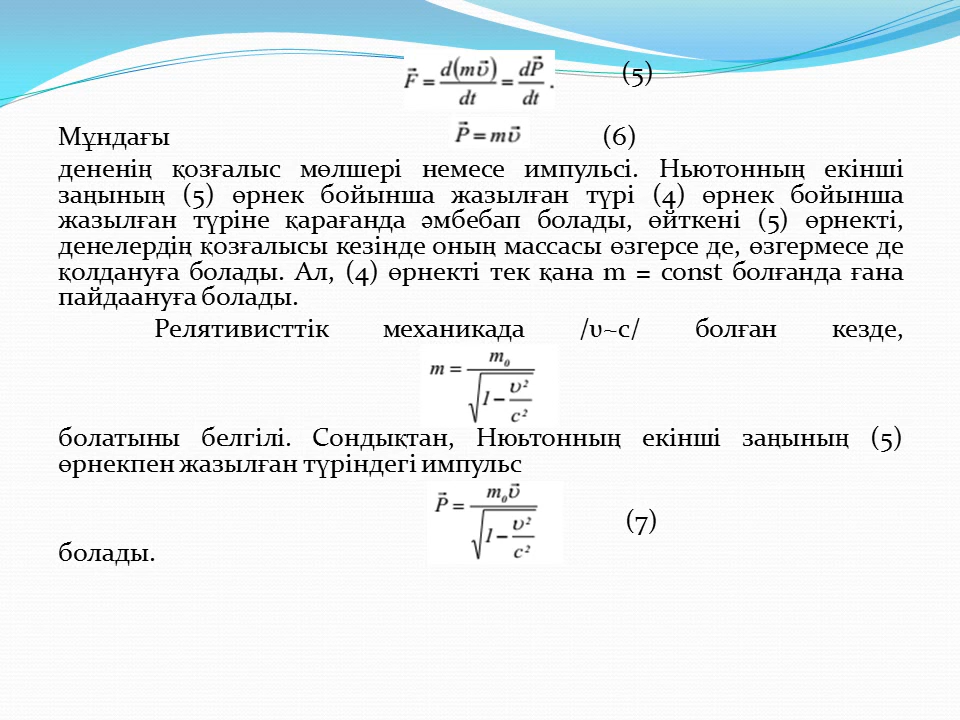 F⃗ = d(mυ⃗)/dt = dP⃗/dt. (5)
Мұндағы P⃗ = mυ⃗ (6)
дененің қозғалыс мөлшері немесе импульсі. Ньютонның екінші
заңының (5) өрнек бойынша жазылған түрі (4) өрнек бойынша
жазылған түріне қарағанда әмбебап болады, өйткені (5) өрнекті,
денелердің қозғалысы кезінде оның массасы өзгерсе де, өзгермесе де
қолдануға болады. Ал, (4) өрнекті тек қана m = const болғанда ғана
пайдаануға болады.
Релятивисттік механикада /υ~c/ болған кезде,
m = m₀/√(1−υ²/c²)
болатыны белгілі. Сондықтан, Нюьтонның екінші заңының (5)
өрнекпен жазылған түріндегі импульс
P⃗ = m₀υ⃗/√(1−υ²/c²) (7)
болады.